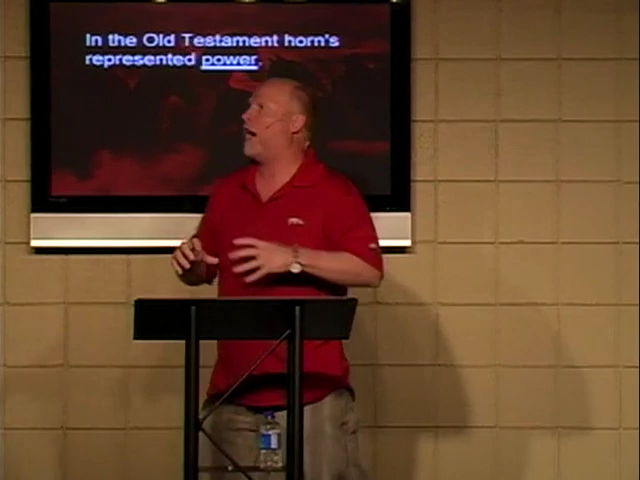 In the Old Testament horn's
represented power.